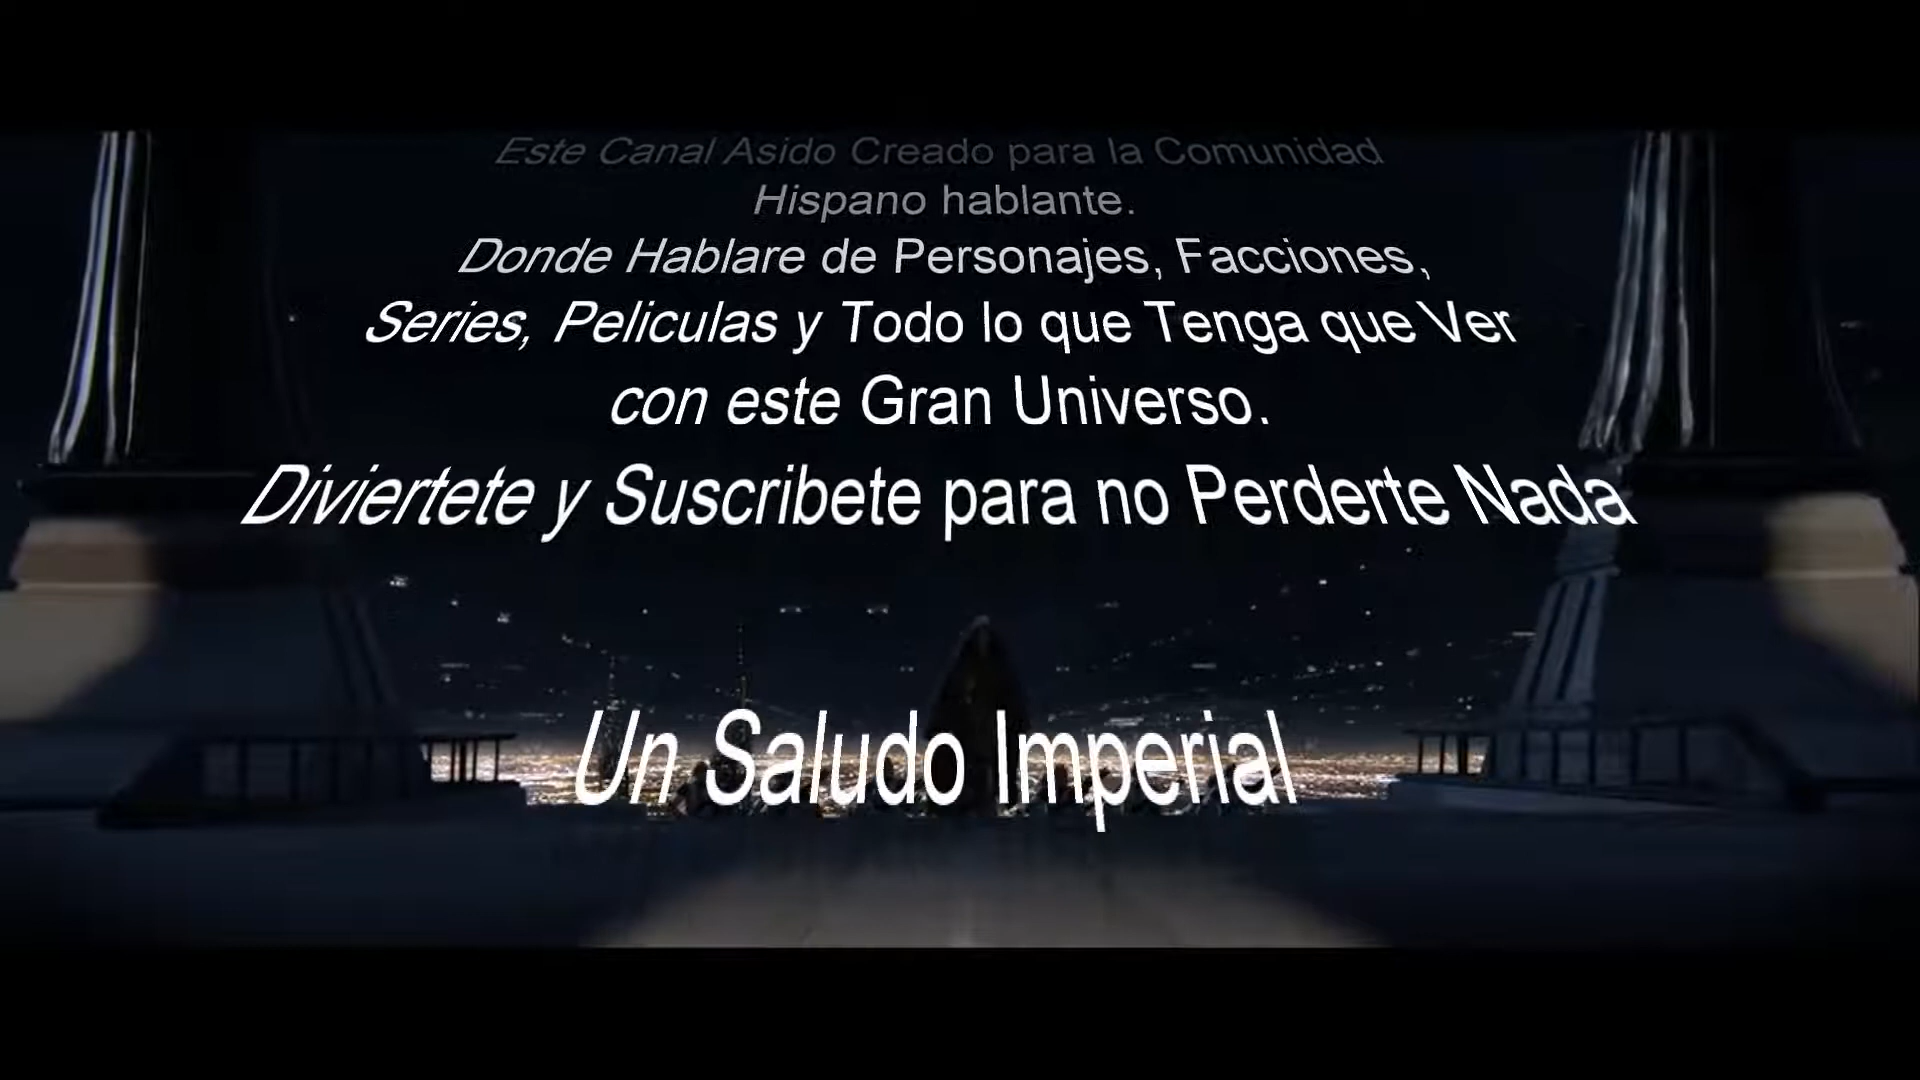 Este Canal Asido Creado para la Comunidad
Hispano hablante.
Donde Hablare de Personajes, Facciones,
Series, Peliculas y Todo lo que Tenga que Ver
con este Gran Universo.
Diviertete y Suscribete para no Perderte Nada
Un Saludo Imperial